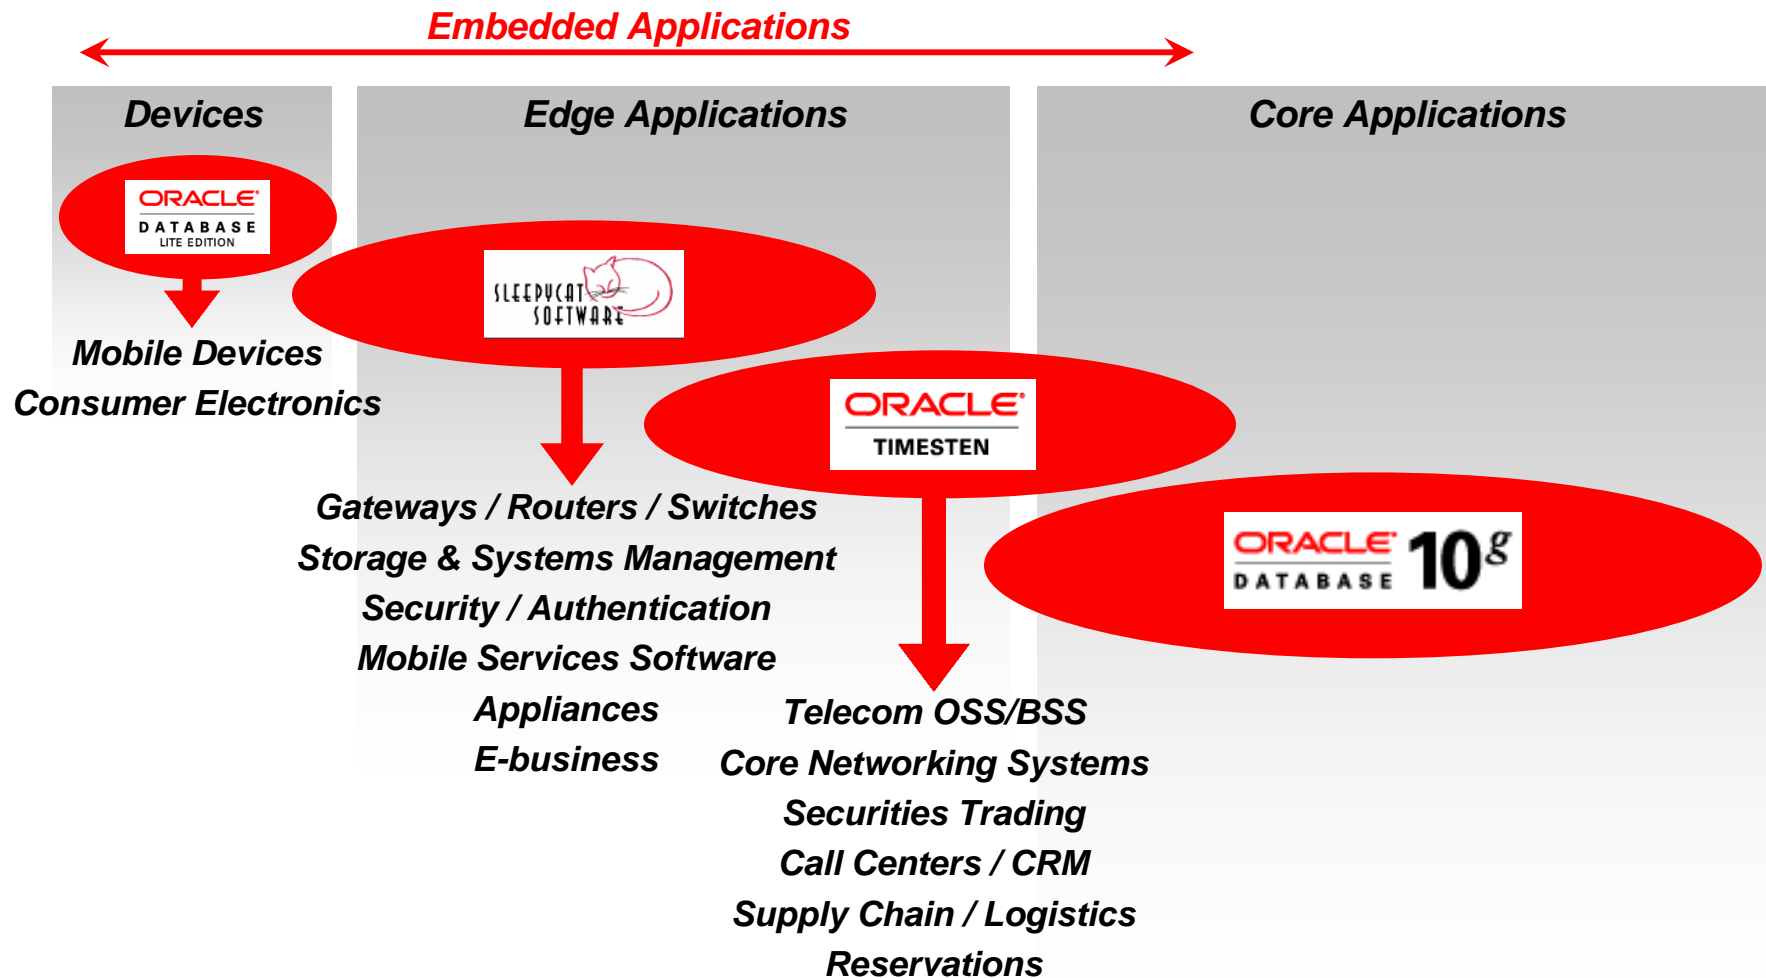 Embedded Applications
Devices
Edge Applications
Core Applications
ORACLE®
DATABASE
LITE EDITION
Mobile Devices
Consumer Electronics
SLEEPYCAT
SOFTWARE
Gateways / Routers / Switches
Storage & Systems Management
Security / Authentication
Mobile Services Software
Appliances
E-business
ORACLE®
TIMESTEN
Telecom OSS/BSS
Core Networking Systems
Securities Trading
Call Centers / CRM
Supply Chain / Logistics
Reservations
ORACLE® 10g
DATABASE